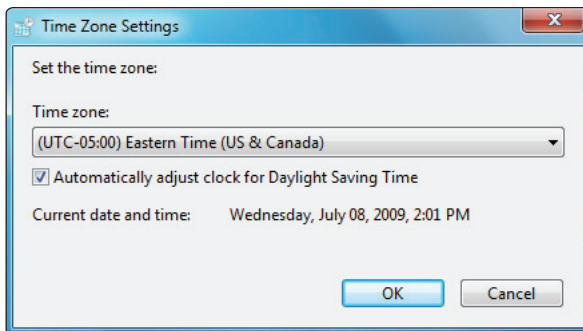 Time Zone Settings
Set the time zone:
Time zone:
(UTC-05:00) Eastern Time (US & Canada)
Automatically adjust clock for Daylight Saving Time
Current date and time: Wednesday, July 08, 2009, 2:01 PM
OK Cancel